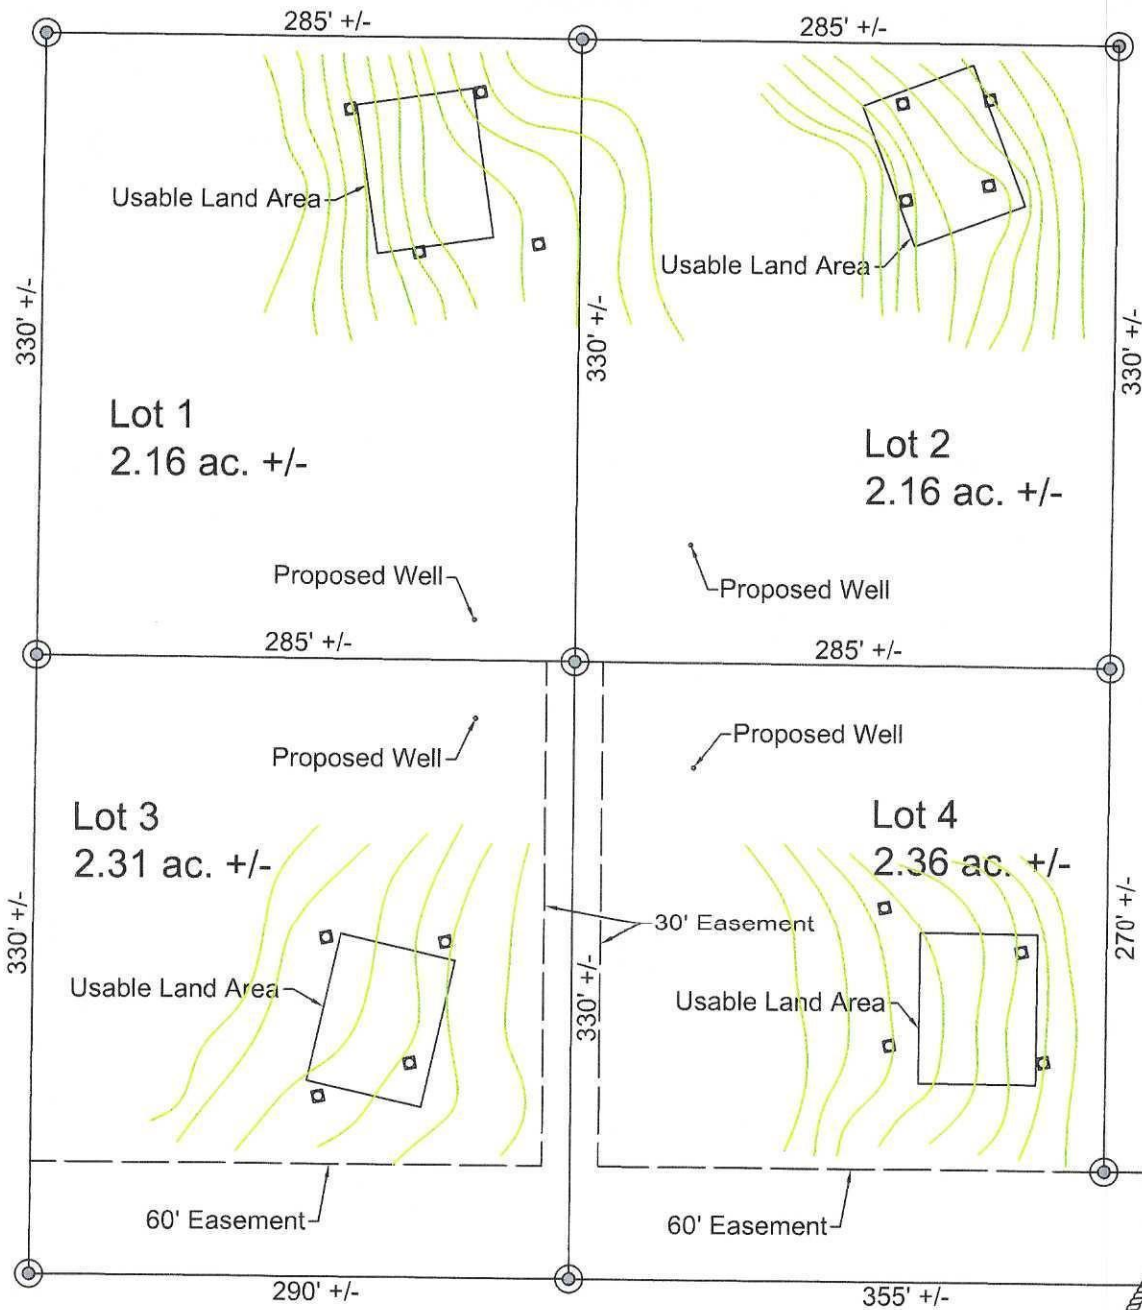 285' +/-
285' +/-
Usable Land Area
Usable Land Area
330' +/-
330' +/-
330' +/-
Lot 1
2.16 ac. +/-
Lot 2
2.16 ac. +/-
Proposed Well
Proposed Well
285' +/-
285' +/-
Proposed Well
Proposed Well
Lot 3
2.31 ac. +/-
Lot 4
2.36 ac. +/-
330' +/-
30' Easement
270' +/-
Usable Land Area
330' +/-
Usable Land Area
60' Easement
60' Easement
290' +/-
355' +/-